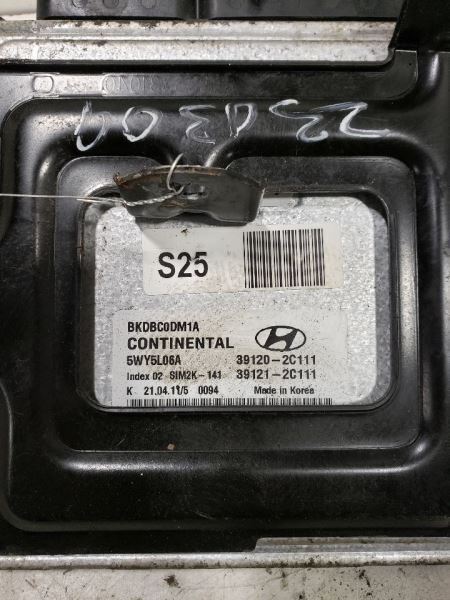 S25
BKDBC0DM1A
CONTINENTAL
5WY5L06A 39120-2C111
Index 02 SIM2K-141 39121-2C111
K 21.04.11/5 0094 Made in Korea